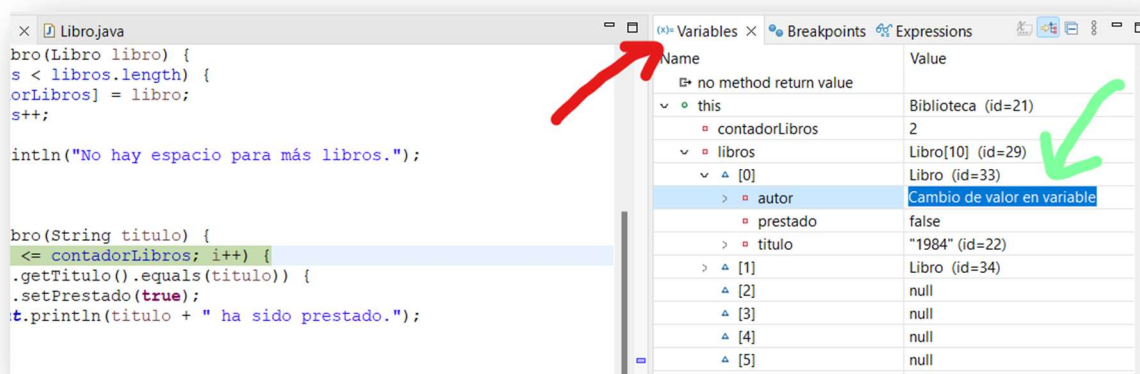 Libro.java
bro(Libro libro) {
s < libros.length) {
orLibros] = libro;
s++;
intln("No hay espacio para más libros.");
bro(String titulo) {
<= contadorLibros; i++) {
.getTitulo().equals(titulo)) {
.setPrestado(true);
t.println(titulo + " ha sido prestado.");
(x)= Variables Breakpoints Expressions
Name Value
no method return value
this Biblioteca (id=21)
contadorLibros 2
libros Libro[10] (id=29)
[0] Libro (id=33)
autor Cambio de valor en variable
prestado false
titulo "1984" (id=22)
[1] Libro (id=34)
[2] null
[3] null
[4] null
[5] null